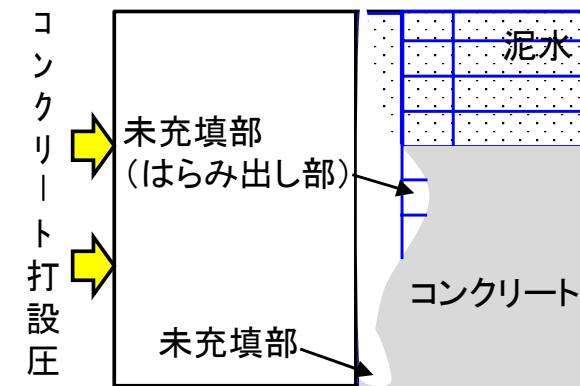 コンクリート打設圧
泥水
未充填部
（はらみ出し部）
コンクリート
未充填部